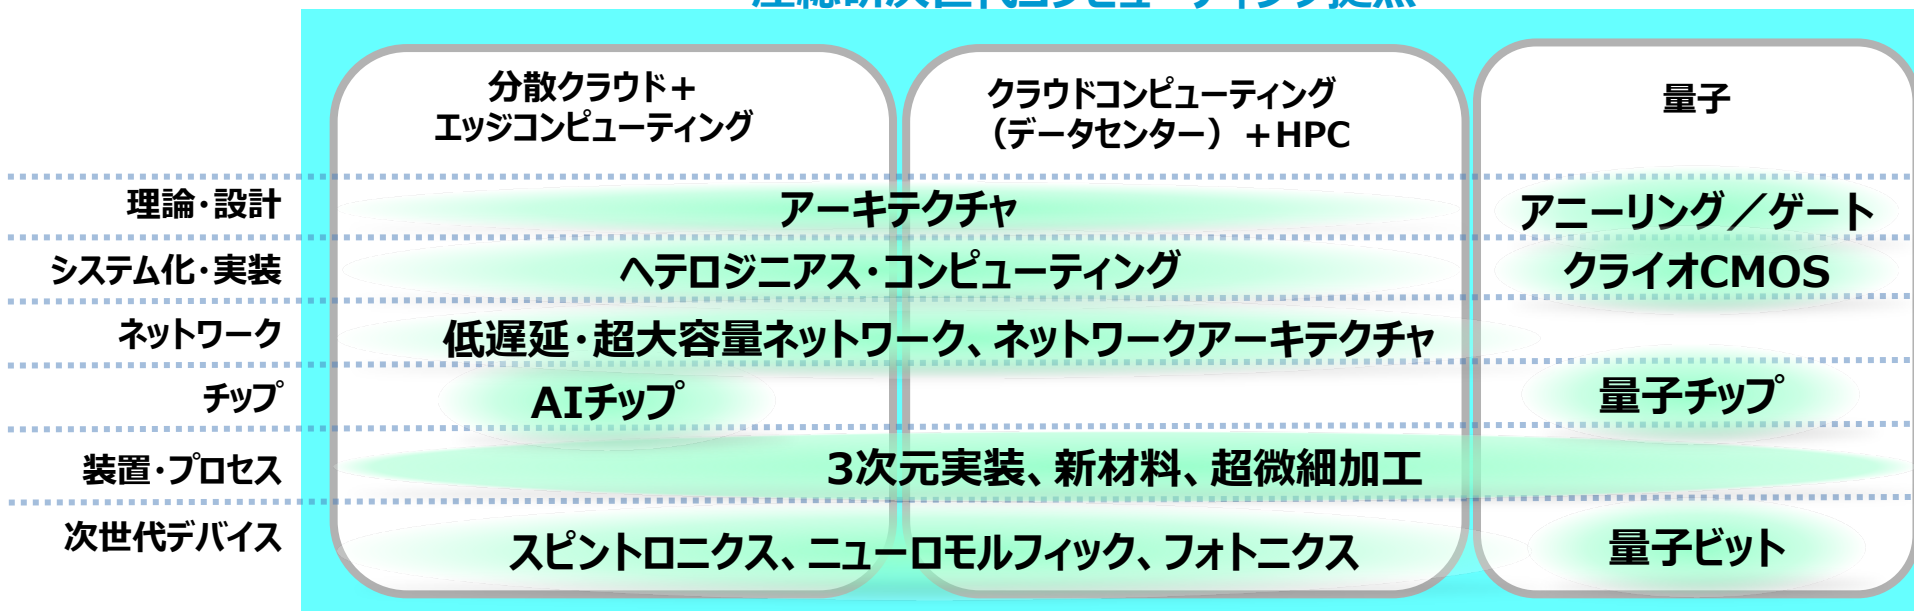 分散クラウド＋
エッジコンピューティング
クラウドコンピューティング
（データセンター）＋HPC
量子
理論・設計
アーキテクチャ
アニーリング／ゲート
システム化・実装
ヘテロジニアス・コンピューティング
クライオCMOS
ネットワーク
低遅延・超大容量ネットワーク、ネットワークアーキテクチャ
チップ
AIチップ
量子チップ
装置・プロセス
3次元実装、新材料、超微細加工
次世代デバイス
スピントロニクス、ニューロモルフィック、フォトニクス
量子ビット